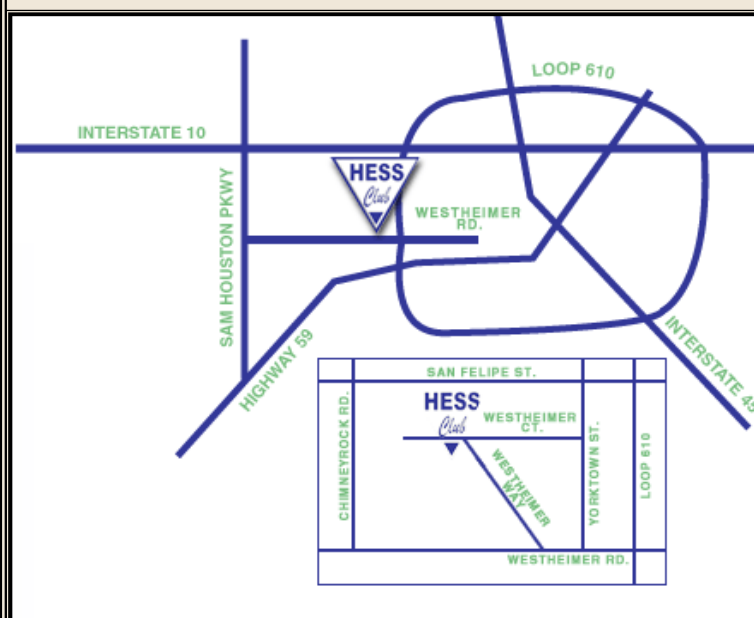 LOOP 610
INTERSTATE 10
HESS
Club
WESTHEIMER
RD.
SAM HOUSTON PKWY
HIGHWAY 59
INTERSTATE 45
SAN FELIPE ST.
CHIMNEYROCK RD.
HESS
Club
WESTHEIMER
CT.
WESTHEIMER
WAY
YORKTOWN ST.
LOOP 610
WESTHEIMER RD.